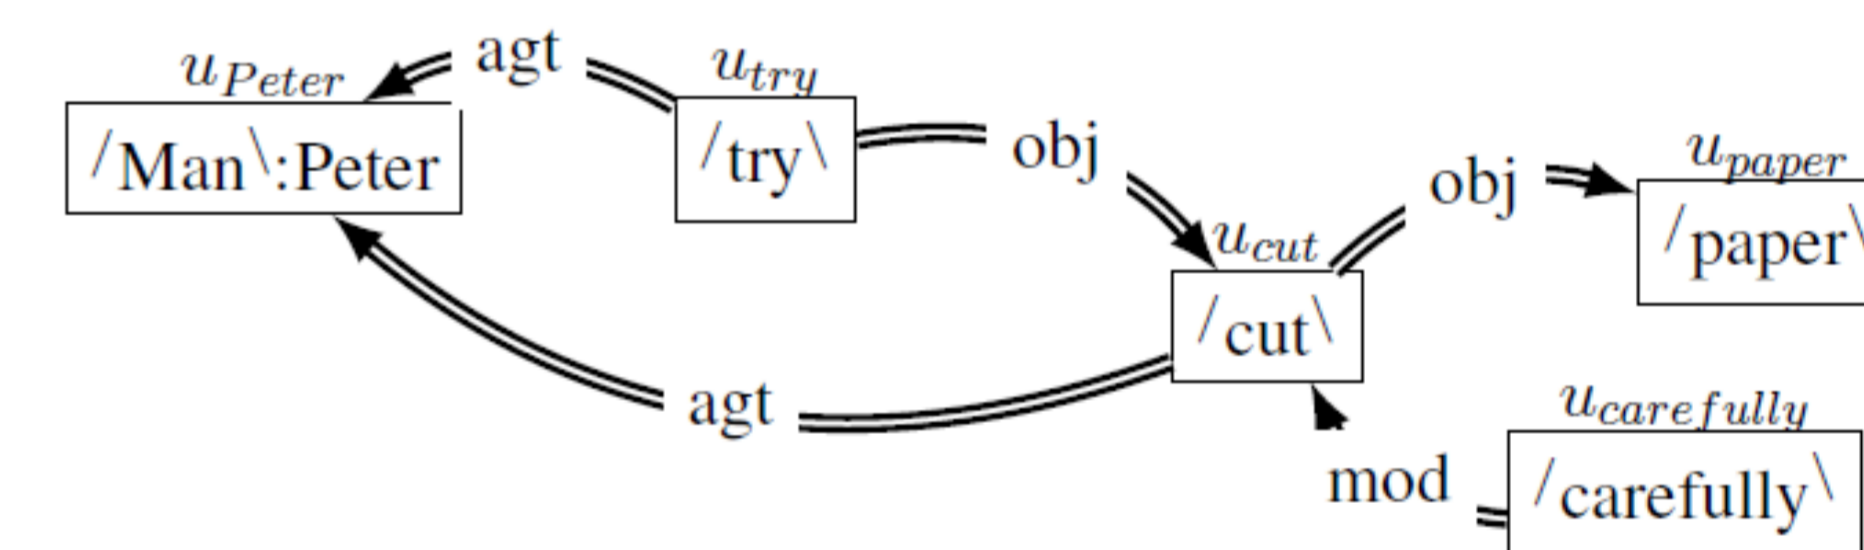 u_Peter
agt
u_try
/Man\:Peter
/try\
obj
obj
u_paper
/paper\
u_cut
/cut\
agt
mod
u_carefully
/carefully\